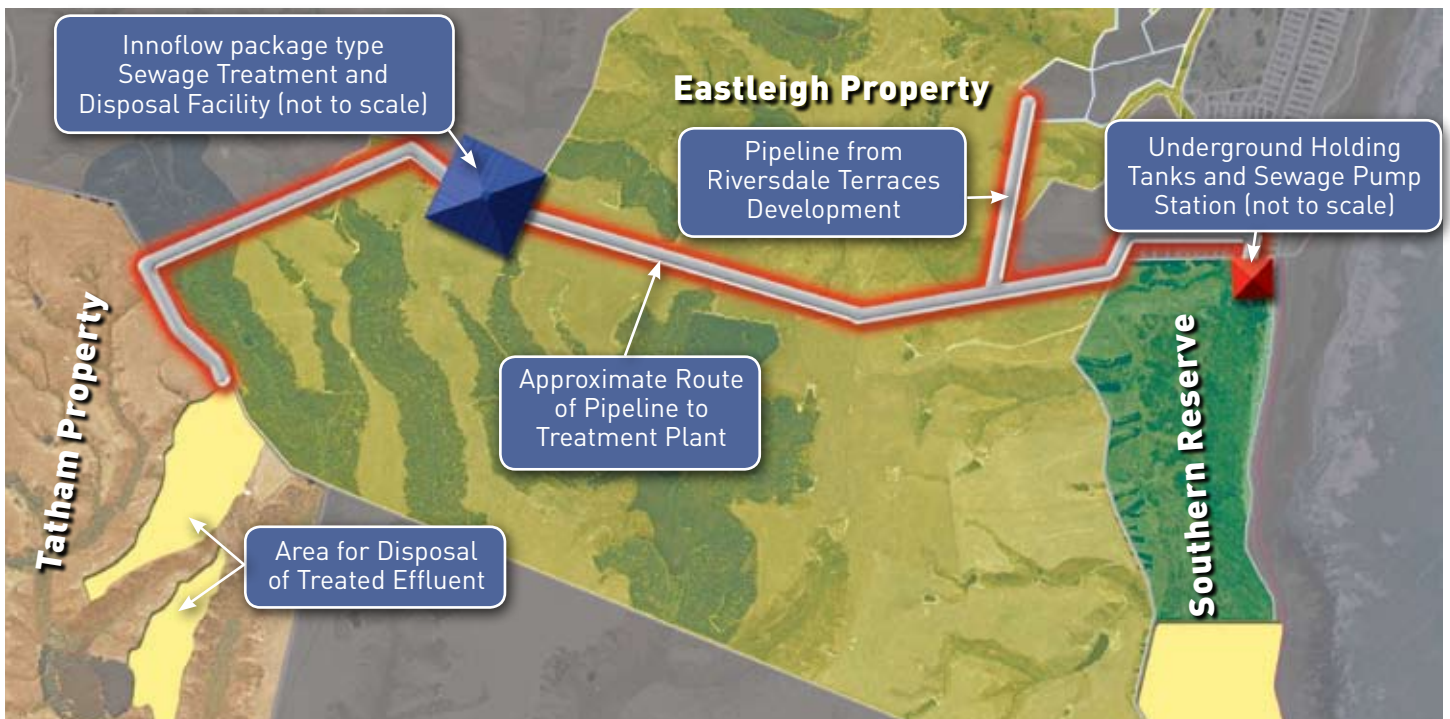 Innoflow package type
Sewage Treatment and
Disposal Facility (not to scale)
Eastleigh Property
Pipeline from
Riversdale Terraces
Development
Underground Holding
Tanks and Sewage Pump
Station (not to scale)
Approximate Route
of Pipeline to
Treatment Plant
Tatham Property
Area for Disposal
of Treated Effluent
Southern Reserve